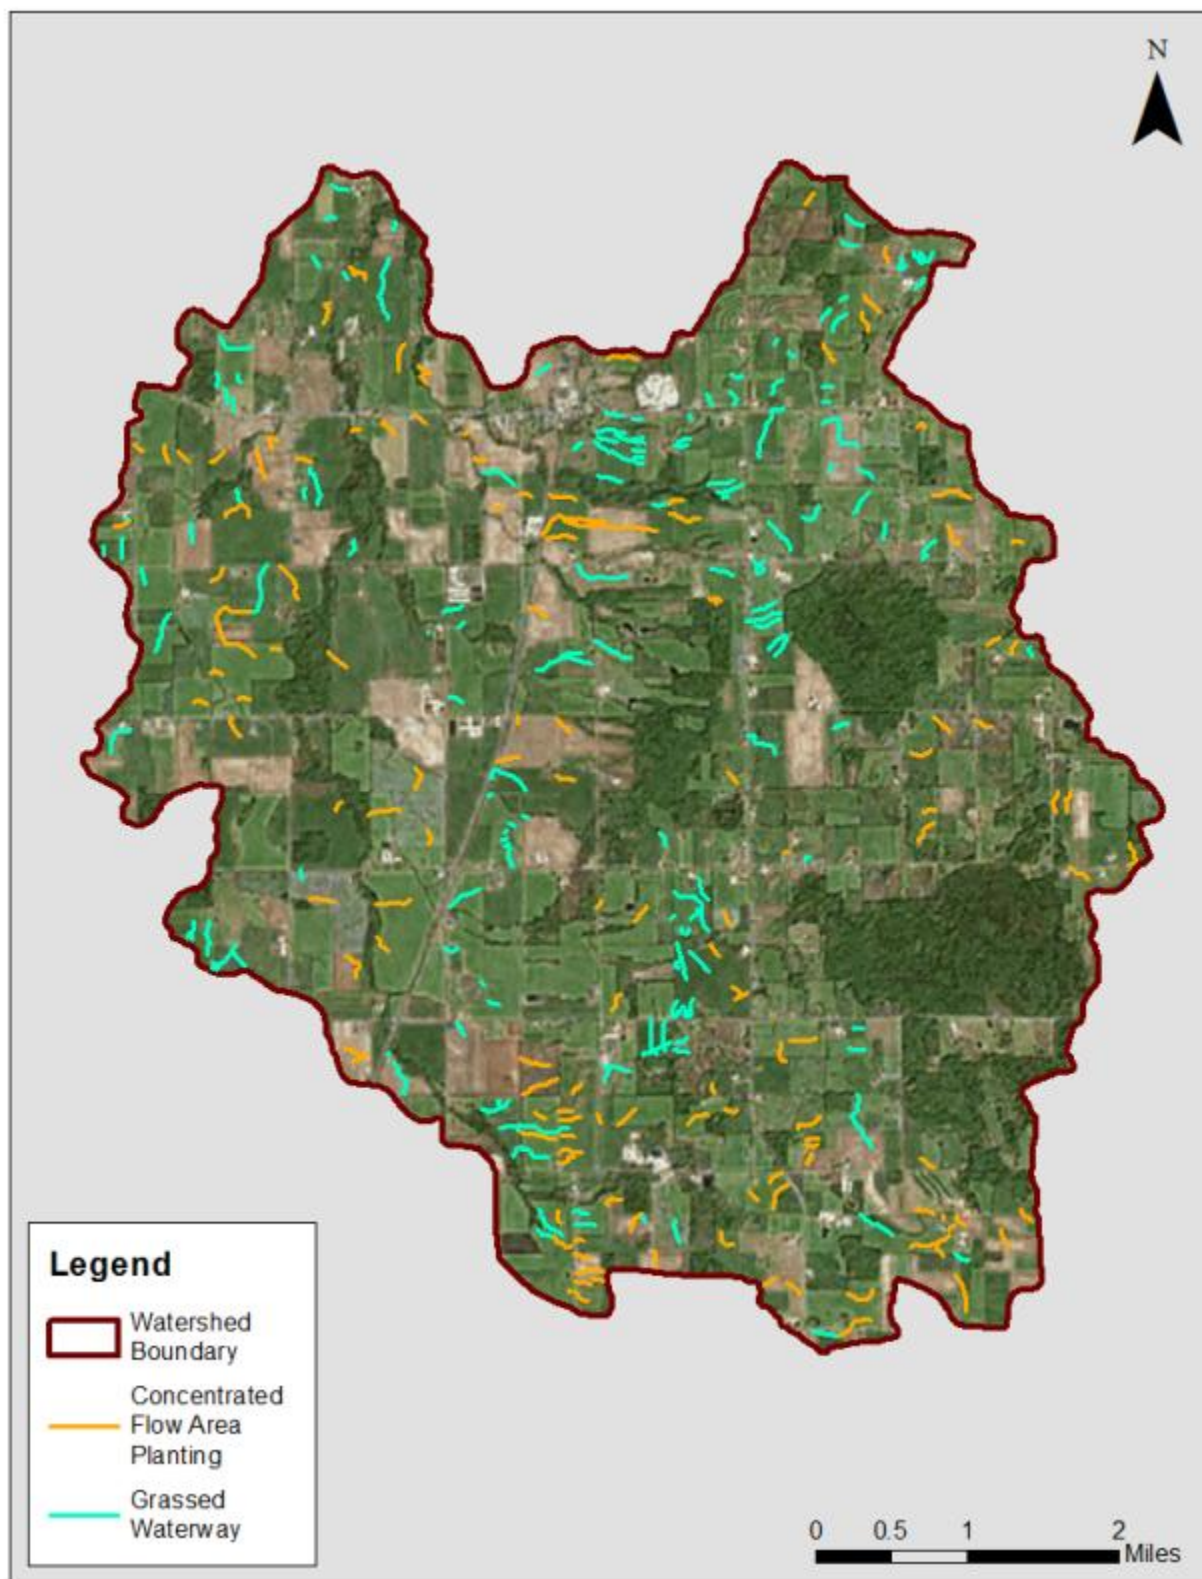 N
Legend
Watershed
Boundary
Concentrated
Flow Area
Planting
Grassed
Waterway
0 0.5 1 2
Miles